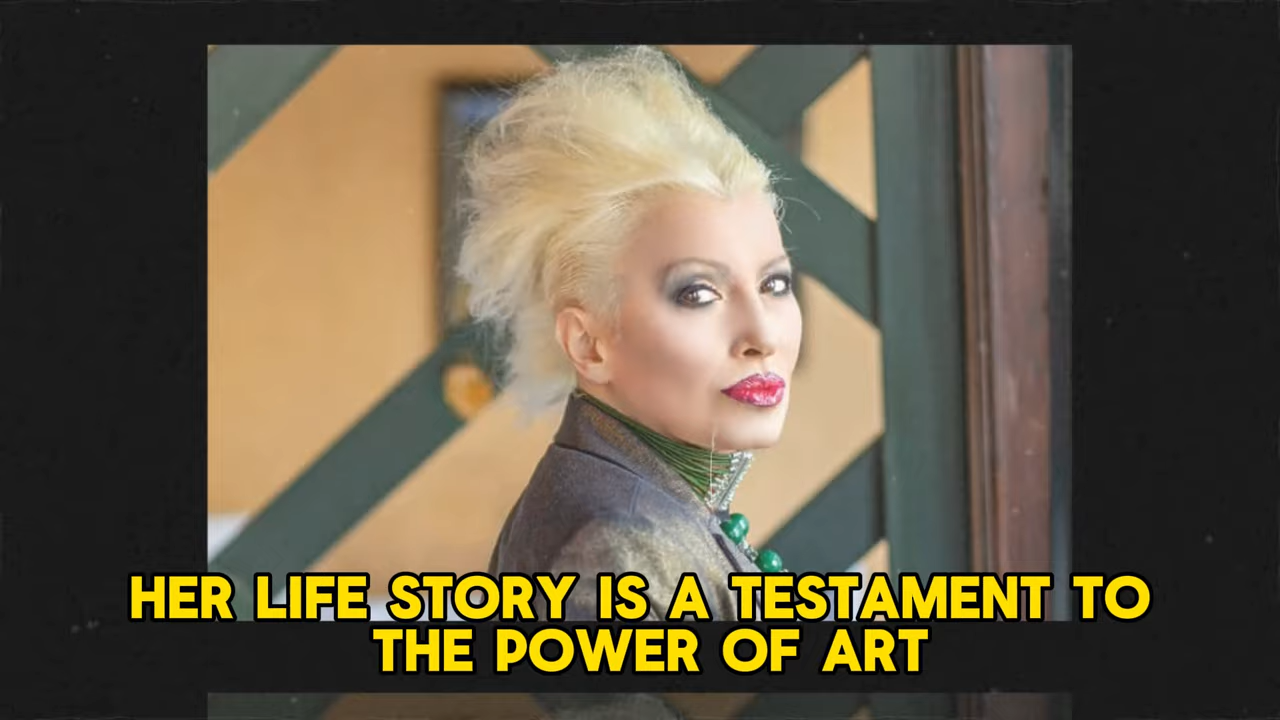 HER LIFE STORY IS A TESTAMENT TO
THE POWER OF ART